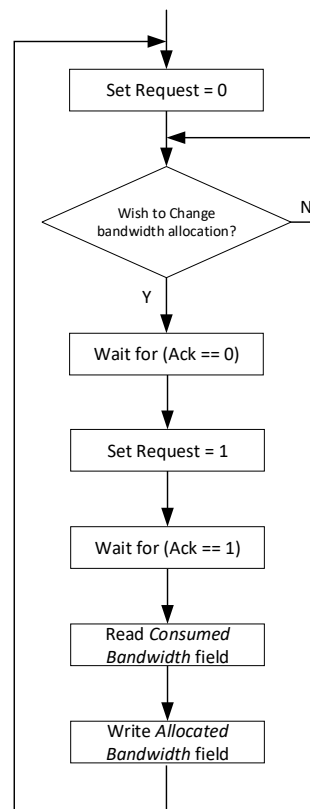 Set Request = 0
Wish to Change
bandwidth allocation?
N
Y
Wait for (Ack == 0)
Set Request = 1
Wait for (Ack == 1)
Read Consumed
Bandwidth field
Write Allocated
Bandwidth field